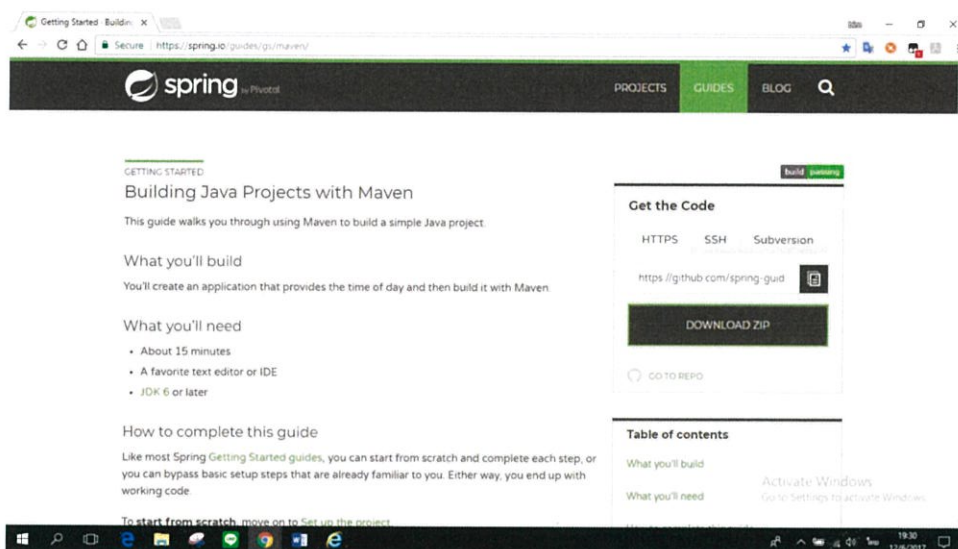 Getting Started · Buildin
Secure https://spring.io/guides/gs/maven/
spring by Pivotal
PROJECTS GUIDES BLOG
GETTING STARTED
Building Java Projects with Maven
This guide walks you through using Maven to build a simple Java project.
What you'll build
You'll create an application that provides the time of day and then build it with Maven.
What you'll need
• About 15 minutes
• A favorite text editor or IDE
• JDK 6 or later
How to complete this guide
Like most Spring Getting Started guides, you can start from scratch and complete each step, or
you can bypass basic setup steps that are already familiar to you. Either way, you end up with
working code.
To start from scratch, move on to Set up the project.
build passing
Get the Code
HTTPS SSH Subversion
https://github.com/spring-guid
DOWNLOAD ZIP
GO TO REPO
Table of contents
What you'll build
What you'll need
How to complete this guide
Activate Windows
Go to Settings to activate Windows.
19:30
12/6/2017